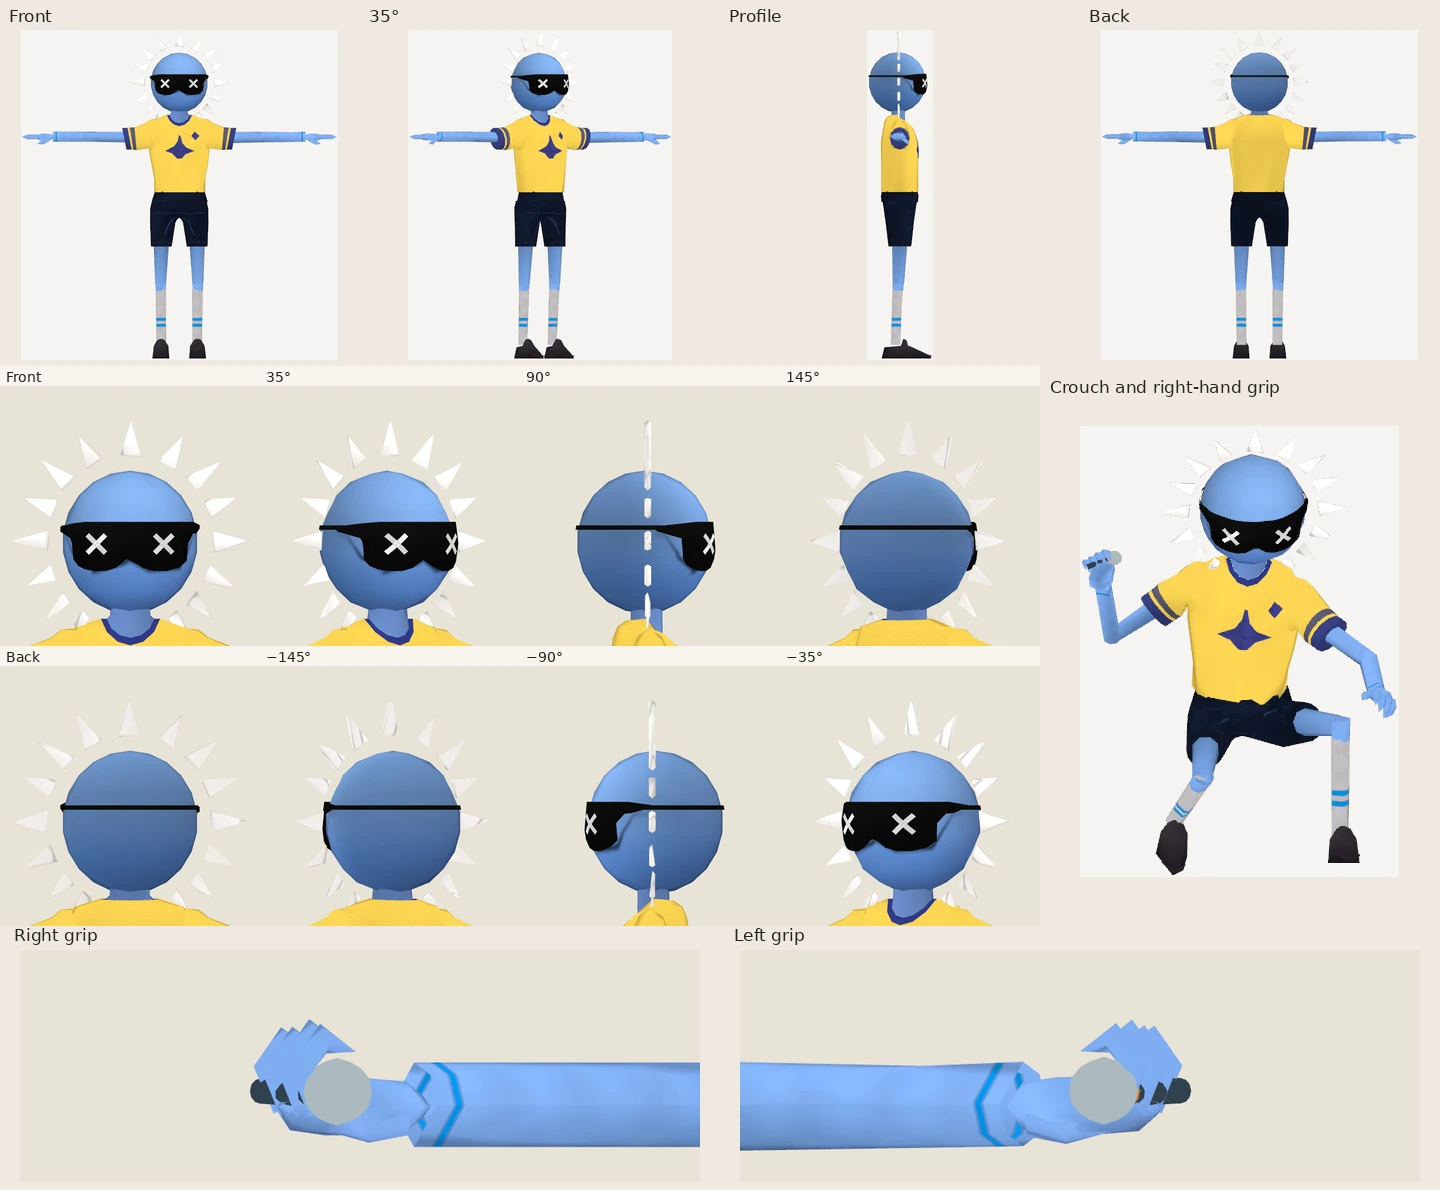 Front
35°
Profile
Back
Front
35°
90°
145°
Crouch and right-hand grip
Back
−145°
−90°
−35°
Right grip
Left grip